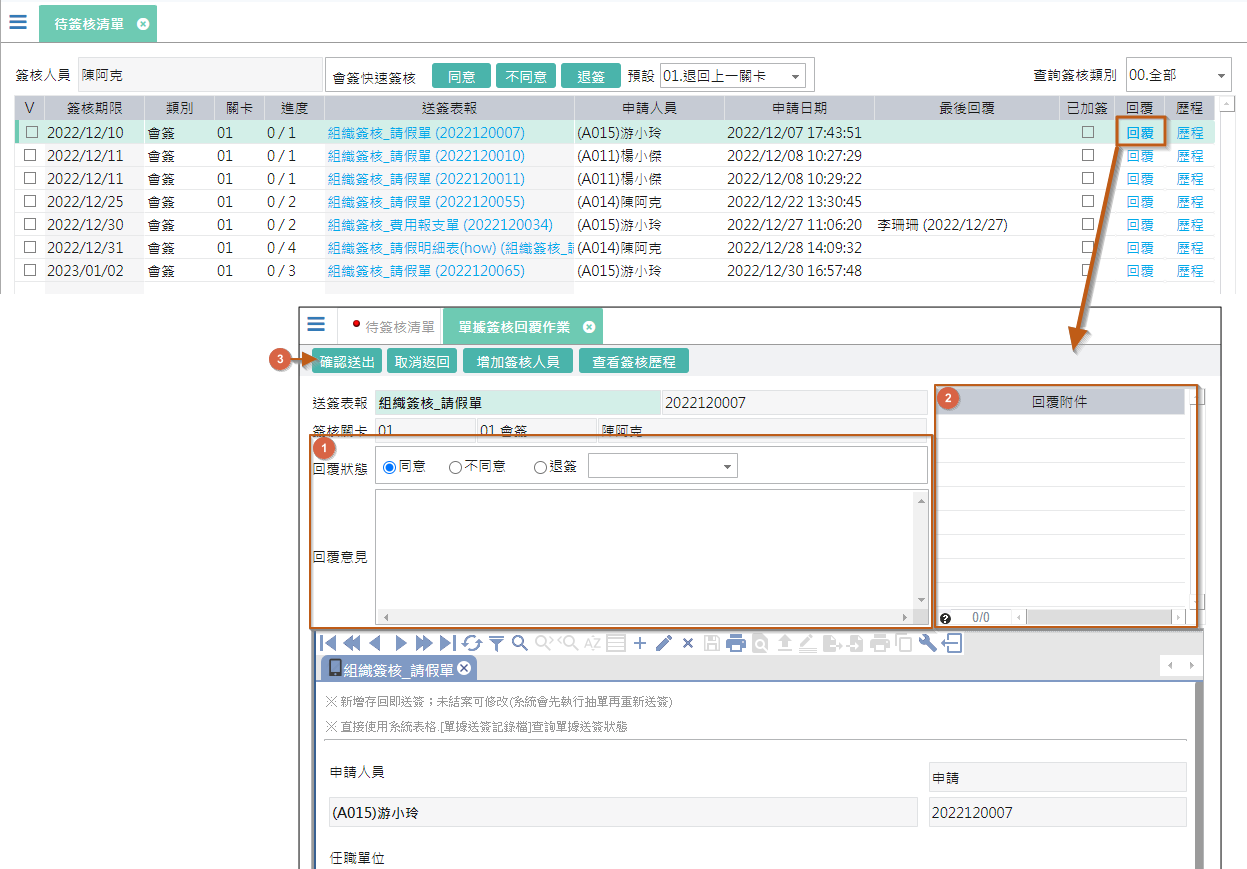 待簽核清單
簽核人員 陳阿克 會簽快速簽核 同意 不同意 退簽 預設 01.退回上一關卡 查詢簽核類別 00.全部
V 簽核期限 類別 關卡 進度 送簽表報 申請人員 申請日期 最後回覆 已加簽 回覆 歷程
2022/12/10 會簽 01 0 / 1 組織簽核_請假單 (2022120007) (A015)游小玲 2022/12/07 17:43:51 回覆 歷程
2022/12/11 會簽 01 0 / 1 組織簽核_請假單 (2022120010) (A011)楊小傑 2022/12/08 10:27:29 回覆 歷程
2022/12/11 會簽 01 0 / 1 組織簽核_請假單 (2022120011) (A011)楊小傑 2022/12/08 10:29:22 回覆 歷程
2022/12/25 會簽 01 0 / 2 組織簽核_請假單 (2022120055) (A014)陳阿克 2022/12/22 13:30:45 回覆 歷程
2022/12/30 會簽 01 0 / 2 組織簽核_費用報支單 (2022120034) (A015)游小玲 2022/12/27 11:06:20 李珊珊 (2022/12/27) 回覆 歷程
2022/12/31 會簽 01 0 / 4 組織簽核_請假明細表(how) (組織簽核_ (A014)陳阿克 2022/12/28 14:09:32 回覆 歷程
2023/01/02 會簽 01 0 / 3 組織簽核_請假單 (2022120065) (A015)游小玲 2022/12/30 16:57:48 回覆 歷程
待簽核清單 單據簽核回覆作業
3 確認送出 取消返回 增加簽核人員 查看簽核歷程
送簽表報 組織簽核_請假單 2022120007 2 回覆附件
簽核關卡 01 01.會簽 陳阿克
1
回覆狀態 同意 不同意 退簽
回覆意見
0/0
組織簽核_請假單
※ 新增存回即送簽；未結案可修改(系統會先執行抽單再重新送簽)
※ 直接使用系統表格.[單據送簽記錄檔]查詢單據送簽狀態
申請人員 申請
(A015)游小玲 2022120007
任職單位